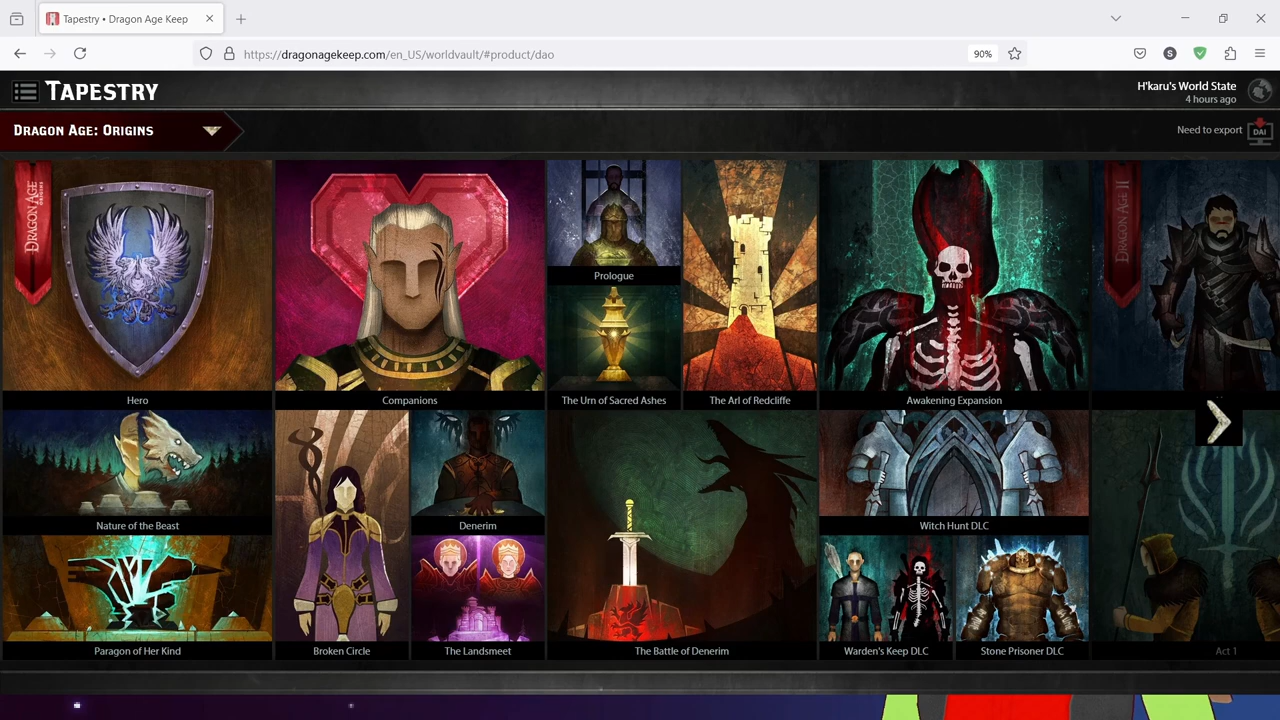 Tapestry • Dragon Age Keep
https://dragonagekeep.com/en_US/worldvault/#product/dao
90%
S
TAPESTRY
H'karu's World State
4 hours ago
DRAGON AGE: ORIGINS
Need to export
DAI
DRAGON AGE
Hero
Companions
Prologue
The Urn of Sacred Ashes
The Arl of Redcliffe
Awakening Expansion
DRAGON AGE II
Nature of the Beast
Paragon of Her Kind
Broken Circle
Denerim
The Landsmeet
The Battle of Denerim
Witch Hunt DLC
Warden's Keep DLC
Stone Prisoner DLC
Act 1